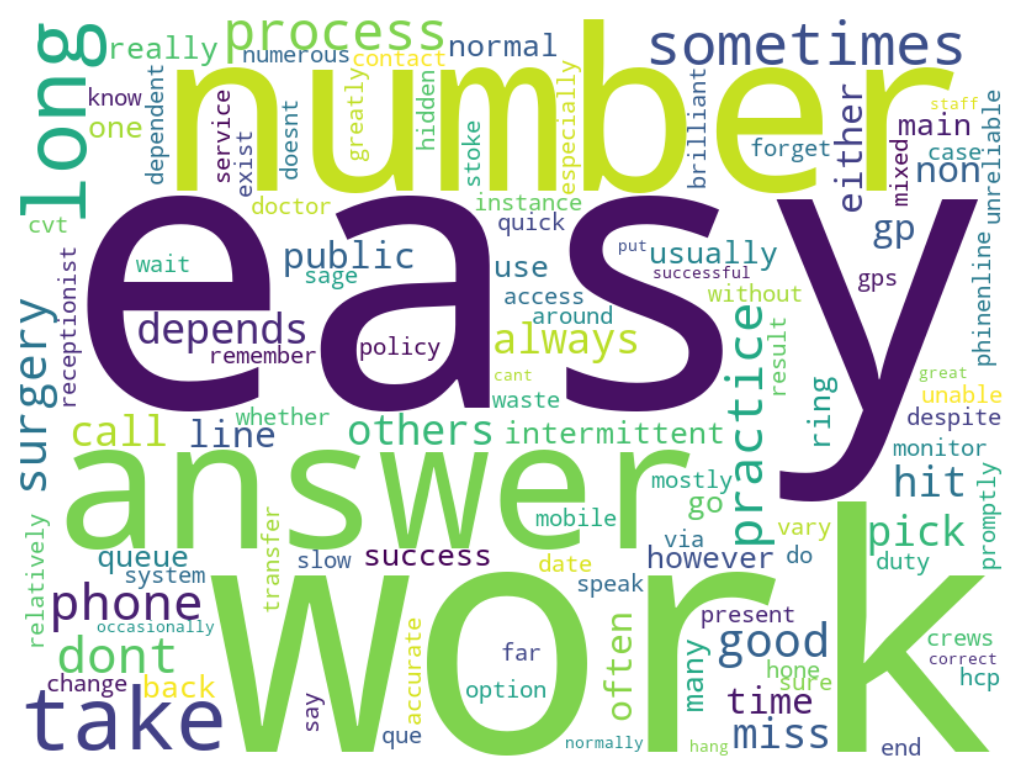 long
really
process
numerous
contact
normal
sometimes
know
one
dependent
service
exist
doesnt
number
greatly
hidden
stoke
especially
brilliant
forget
either
main
mixed
staff
case
non
unreliable
cvt
doctor
instance
quick
gp
wait
public
sage
use
put
successful
usually
without
gps
surgery
receptionist
easy
depends
remember
policy
access
around
always
cant
practice
result
phinenline
great
unable
despite
whether
waste
ring
call
line
others
intermittent
monitor
answer
mostly
go
hit
promptly
relatively
queue
system
transfer
slow
success
mobile
date
via
however
vary
do
pick
duty
speak
phone
occasionally
work
dont
accurate
far
often
many
present
good
hone
sure
crews
correct
hcp
change
back
option
take
say
que
normally
hang
time
miss
end